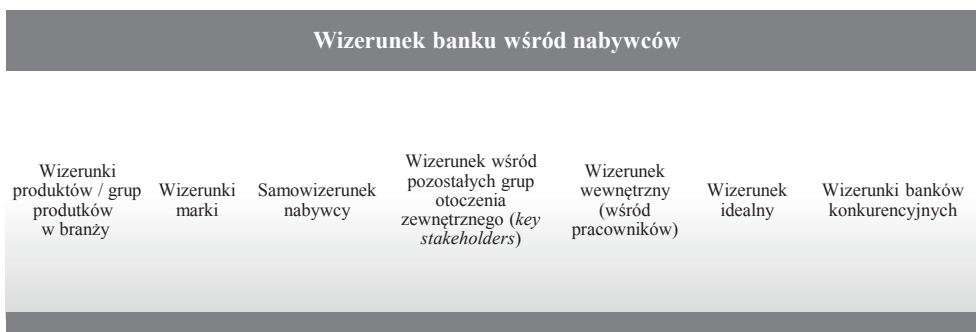 Wizerunek banku wśród nabywców
Wizerunki
produktów / grup
produtków
w branży
Wizerunki
marki
Samowizerunek
nabywcy
Wizerunek wśród
pozostałych grup
otoczenia
zewnętrznego (key
stakeholders)
Wizerunek
wewnętrzny
(wśród
pracowników)
Wizerunek
idealny
Wizerunki banków
konkurencyjnych